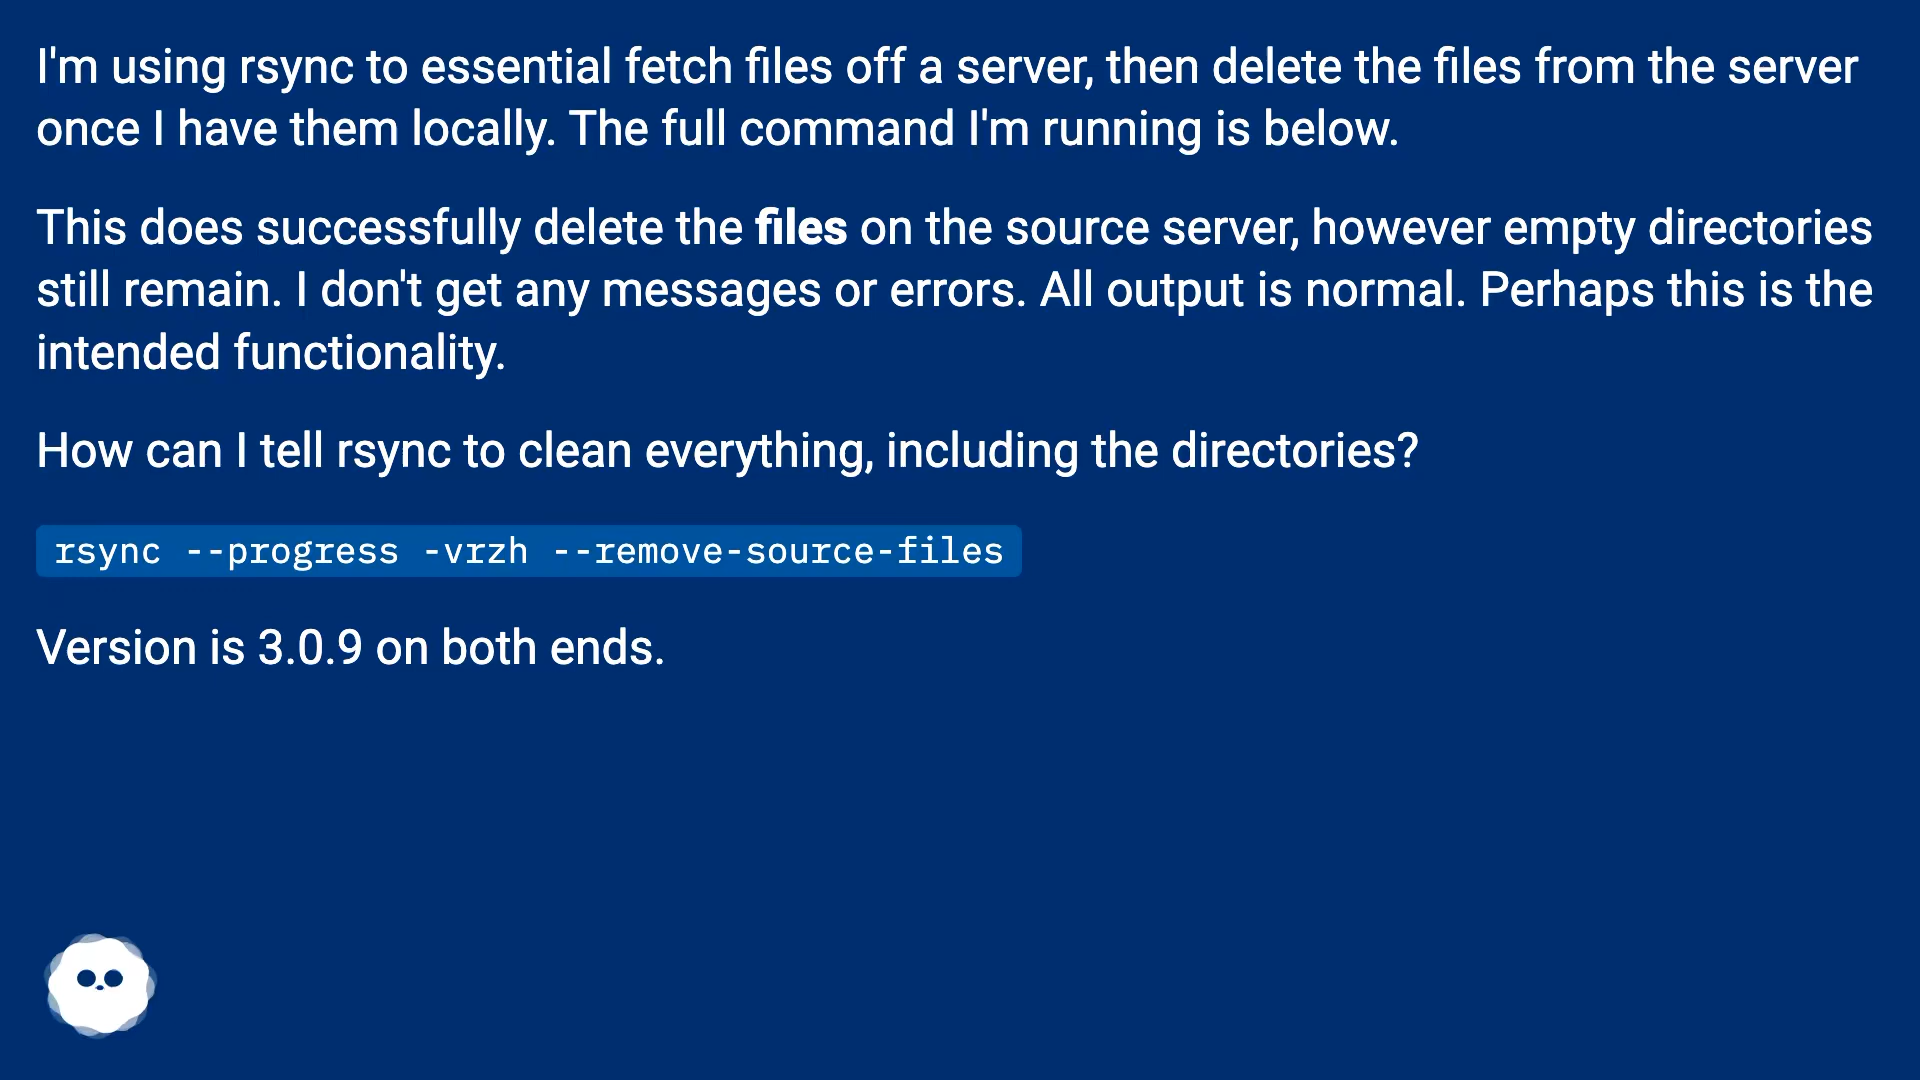 I'm using rsync to essential fetch files off a server, then delete the files from the server
once I have them locally. The full command I'm running is below.
This does successfully delete the files on the source server, however empty directories
still remain. I don't get any messages or errors. All output is normal. Perhaps this is the
intended functionality.
How can I tell rsync to clean everything, including the directories?
rsync --progress -vrzh --remove-source-files
Version is 3.0.9 on both ends.